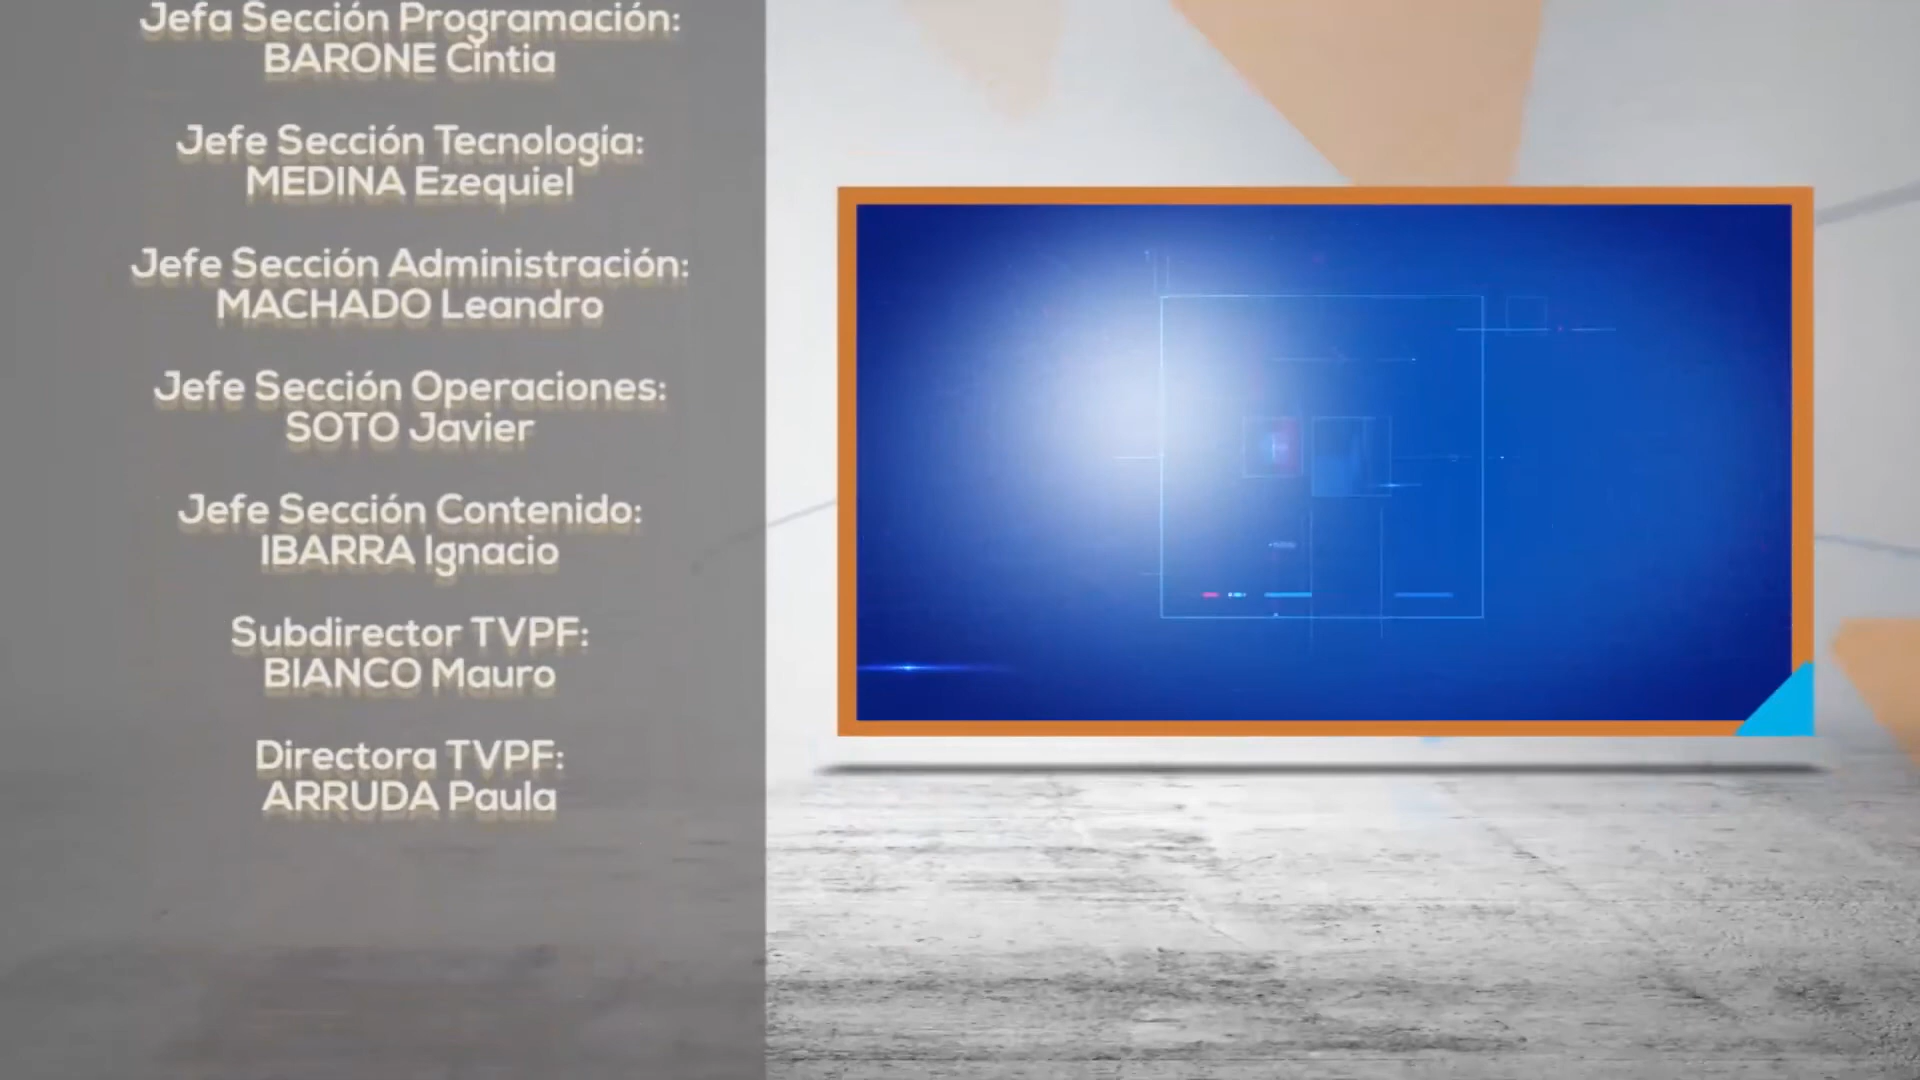 Jefa Sección Programación:
BARONE Cintia
Jefe Sección Tecnología:
MEDINA Ezequiel
Jefe Sección Administración:
MACHADO Leandro
Jefe Sección Operaciones:
SOTO Javier
Jefe Sección Contenido:
IBARRA Ignacio
Subdirector TVPF:
BIANCO Mauro
Directora TVPF:
ARRUDA Paula